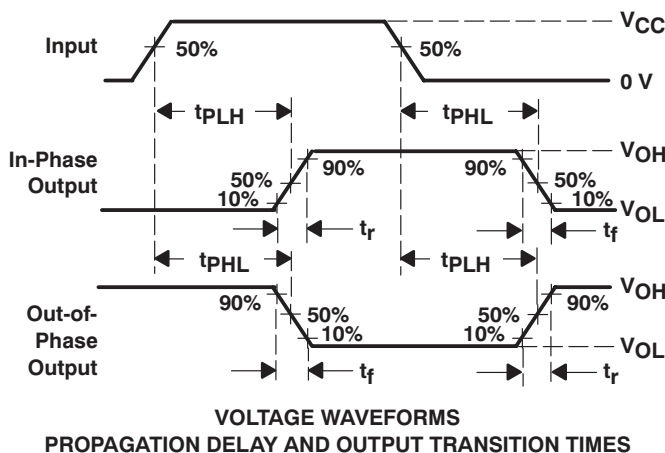 VCC
Input
50%
50%
0 V
tPLH
tPHL
In-Phase
Output
VOH
90%
90%
50%
50%
10%
10%
VOL
tr
tf
tPHL
tPLH
Out-of-
Phase
Output
VOH
90%
90%
50%
50%
10%
10%
VOL
tf
tr
VOLTAGE WAVEFORMS
PROPAGATION DELAY AND OUTPUT TRANSITION TIMES